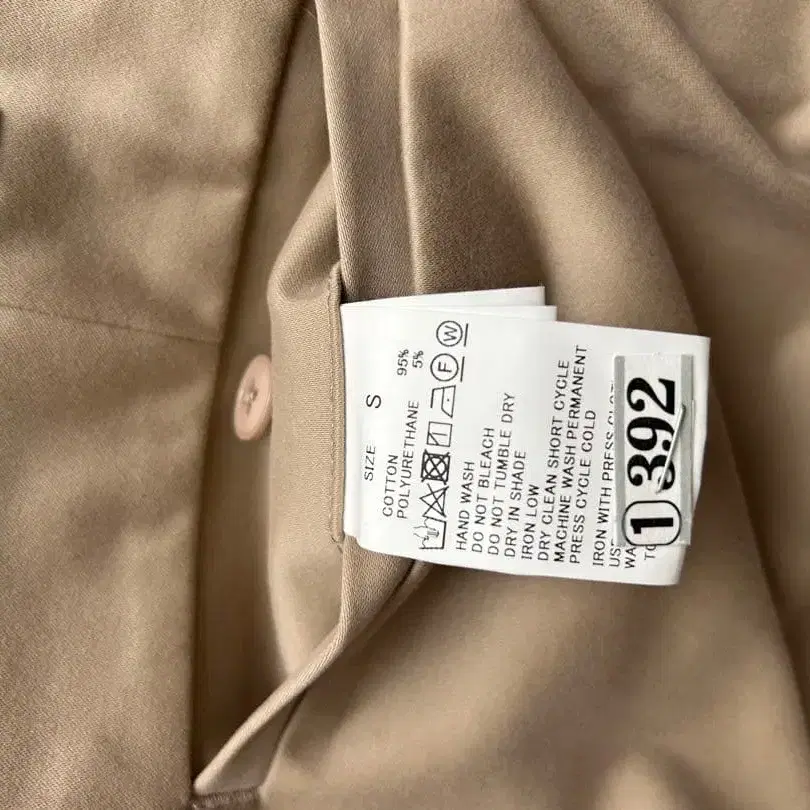 SIZE S
COTTON 95%
POLYURETHANE 5%
F W
HAND WASH
DO NOT BLEACH
DO NOT TUMBLE DRY
DRY IN SHADE
IRON LOW
DRY CLEAN SHORT CYCLE
MACHINE WASH PERMANENT
PRESS CYCLE COLD
IRON WITH PRESS
1 392